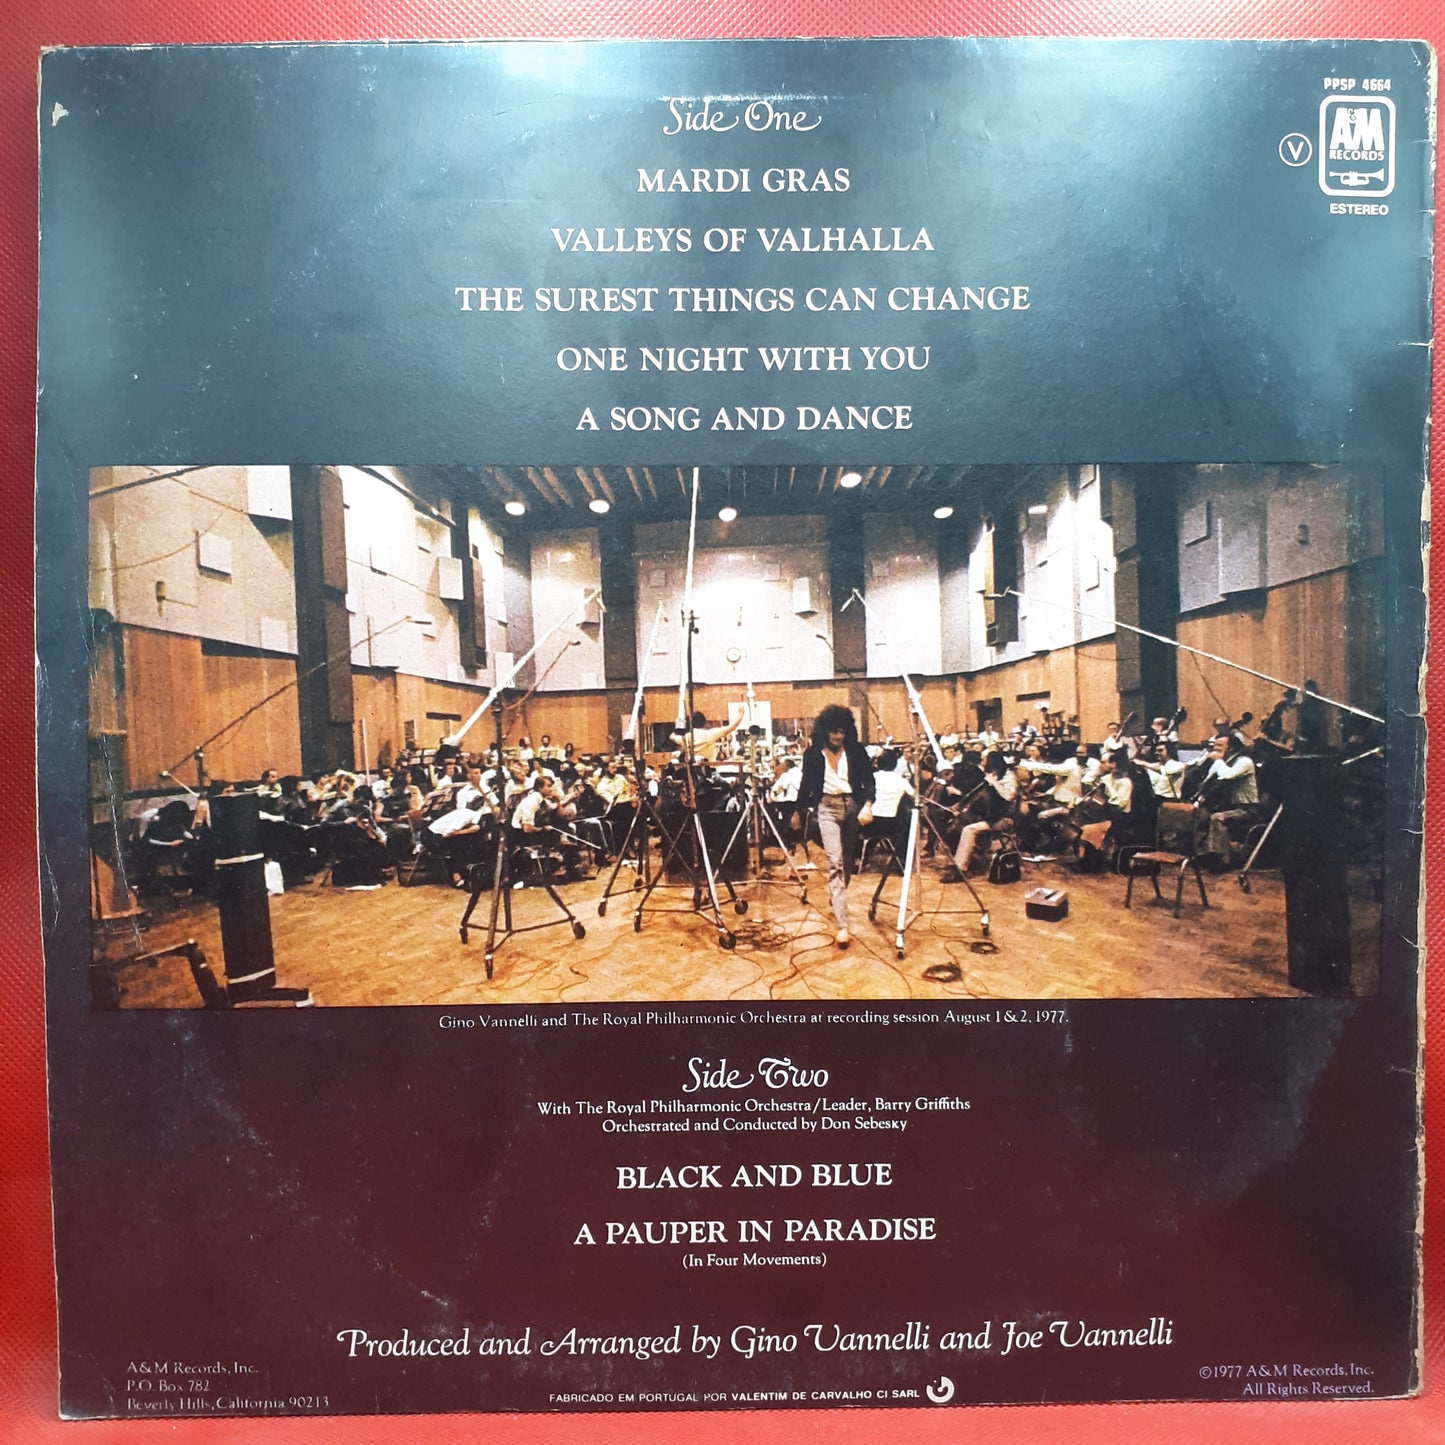 PPSP 4664
A&M
RECORDS
V
ESTEREO
Side One
MARDI GRAS
VALLEYS OF VALHALLA
THE SUREST THINGS CAN CHANGE
ONE NIGHT WITH YOU
A SONG AND DANCE
Gino Vannelli and The Royal Philharmonic Orchestra at recording session August 1 & 2, 1977.
Side Two
With The Royal Philharmonic Orchestra/Leader, Barry Griffiths
Orchestrated and Conducted by Don Sebesky
BLACK AND BLUE
A PAUPER IN PARADISE
(In Four Movements)
Produced and Arranged by Gino Vannelli and Joe Vannelli
A&M Records, Inc.
P.O. Box 782
Beverly Hills, California 90213
FABRICADO EM PORTUGAL POR VALENTIM DE CARVALHO CI SARL
©1977 A&M Records, Inc.
All Rights Reserved.